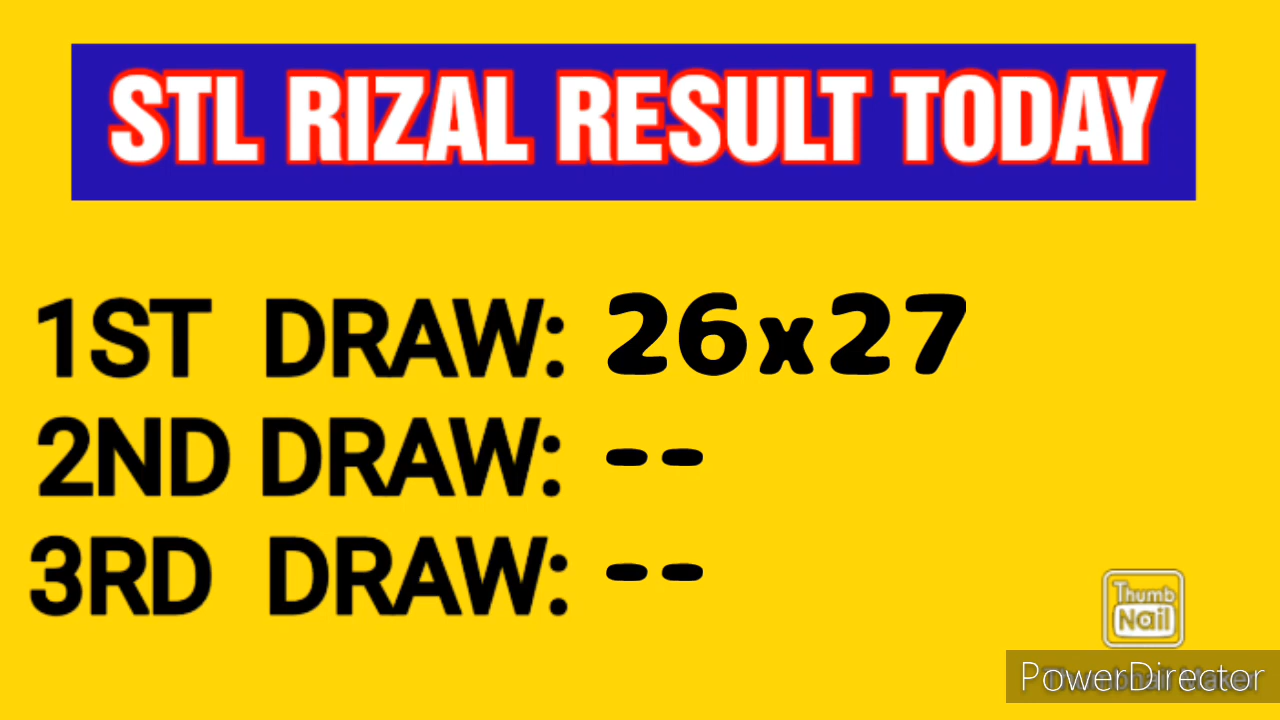 STL RIZAL RESULT TODAY
1ST DRAW: 26x27
2ND DRAW: --
3RD DRAW: --
Thumb
Nail
PowerDirector